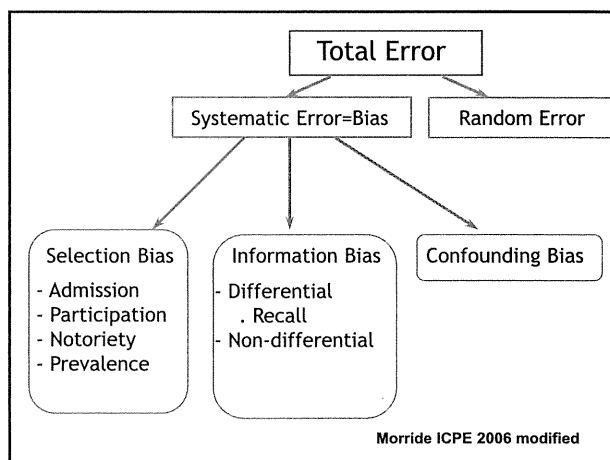 Total Error
Systematic Error=Bias
Random Error
Selection Bias
- Admission
- Participation
- Notoriety
- Prevalence
Information Bias
- Differential
. Recall
- Non-differential
Confounding Bias
Morride ICPE 2006 modified